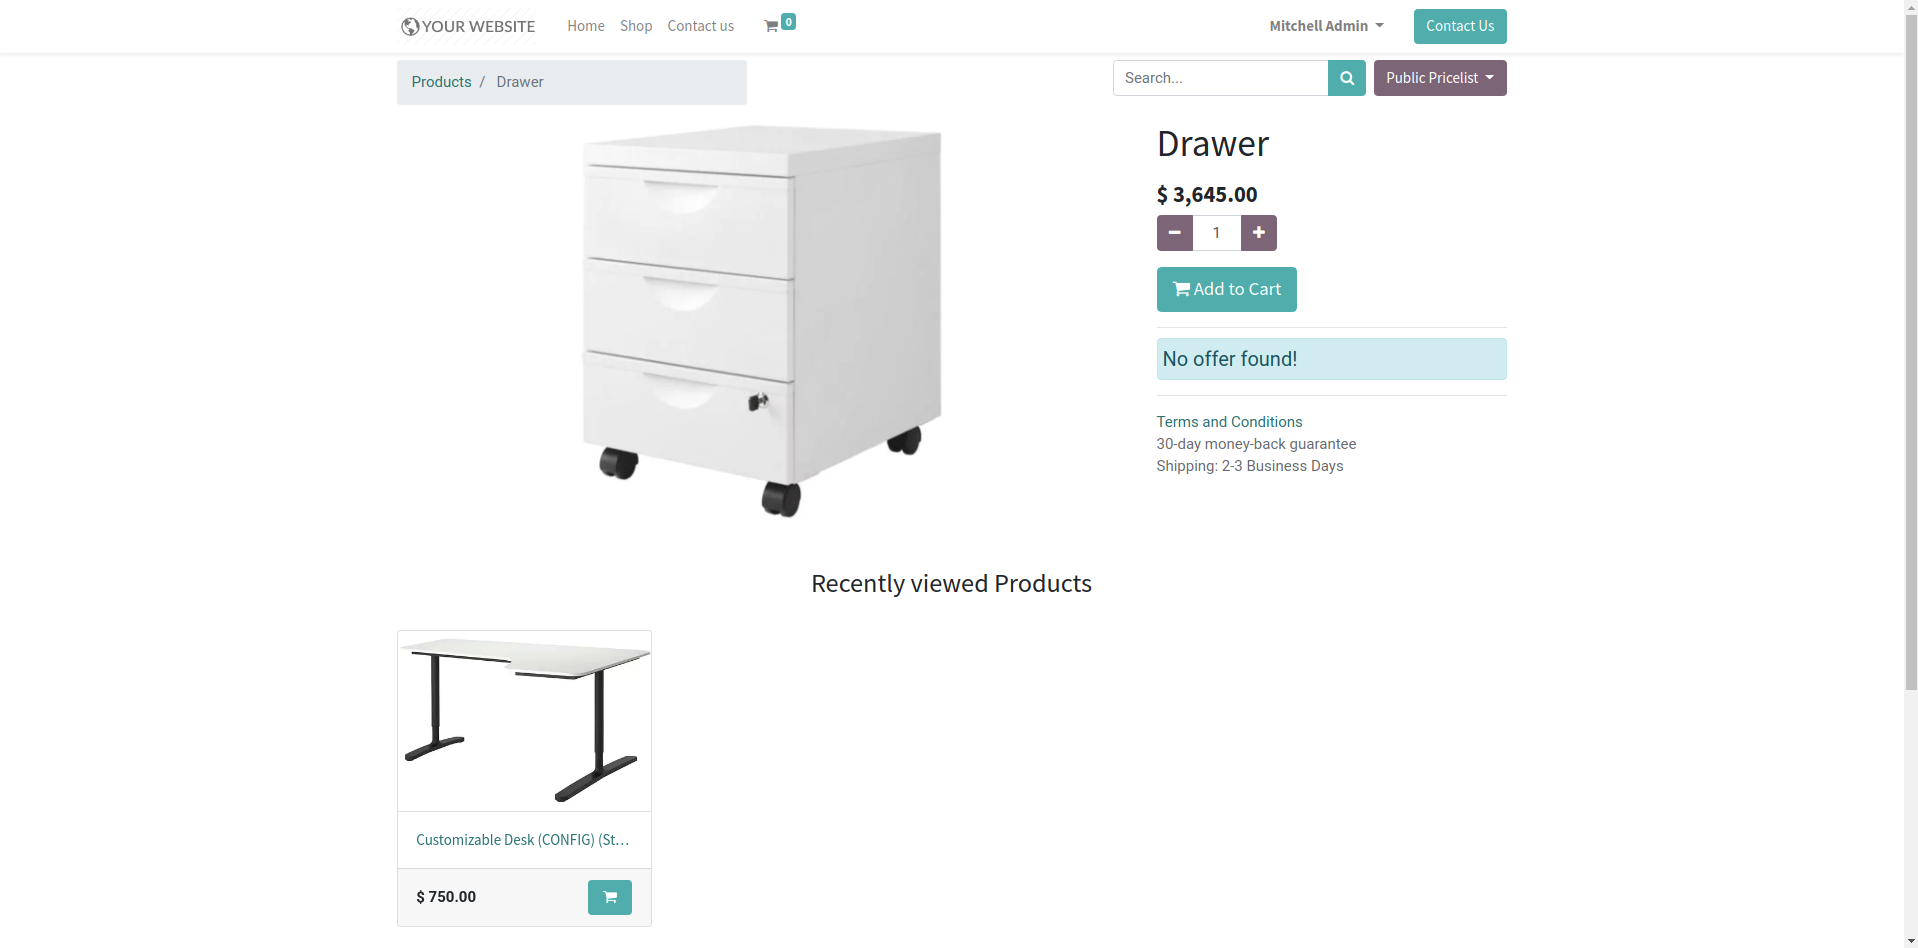 YOUR WEBSITE
Home
Shop
Contact us
0
Mitchell Admin
Contact Us
Products / Drawer
Search...
Public Pricelist
Drawer
$ 3,645.00
1
Add to Cart
No offer found!
Terms and Conditions
30-day money-back guarantee
Shipping: 2-3 Business Days
Recently viewed Products
Customizable Desk (CONFIG) (St...
$ 750.00